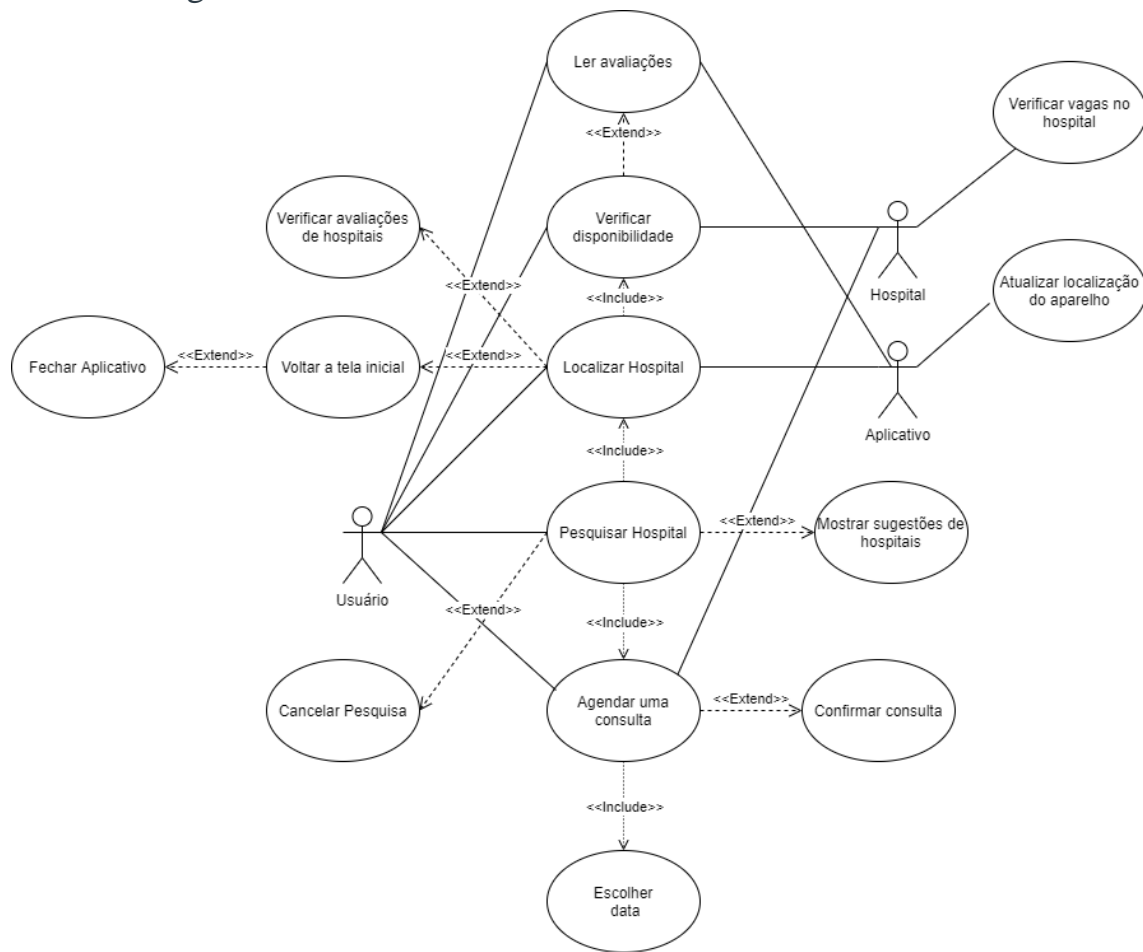 Ler avaliações
Verificar vagas no
hospital
<<Extend>>
Verificar avaliações
de hospitais
Verificar
disponibilidade
Hospital
Atualizar localização
do aparelho
<<Extend>>
<<Include>>
Fechar Aplicativo
<<Extend>>
Voltar a tela inicial
<<Extend>>
Localizar Hospital
Aplicativo
<<Include>>
Usuário
Pesquisar Hospital
<<Extend>>
Mostrar sugestões de
hospitais
<<Extend>>
<<Include>>
Cancelar Pesquisa
Agendar uma
consulta
<<Extend>>
Confirmar consulta
<<Include>>
Escolher
data